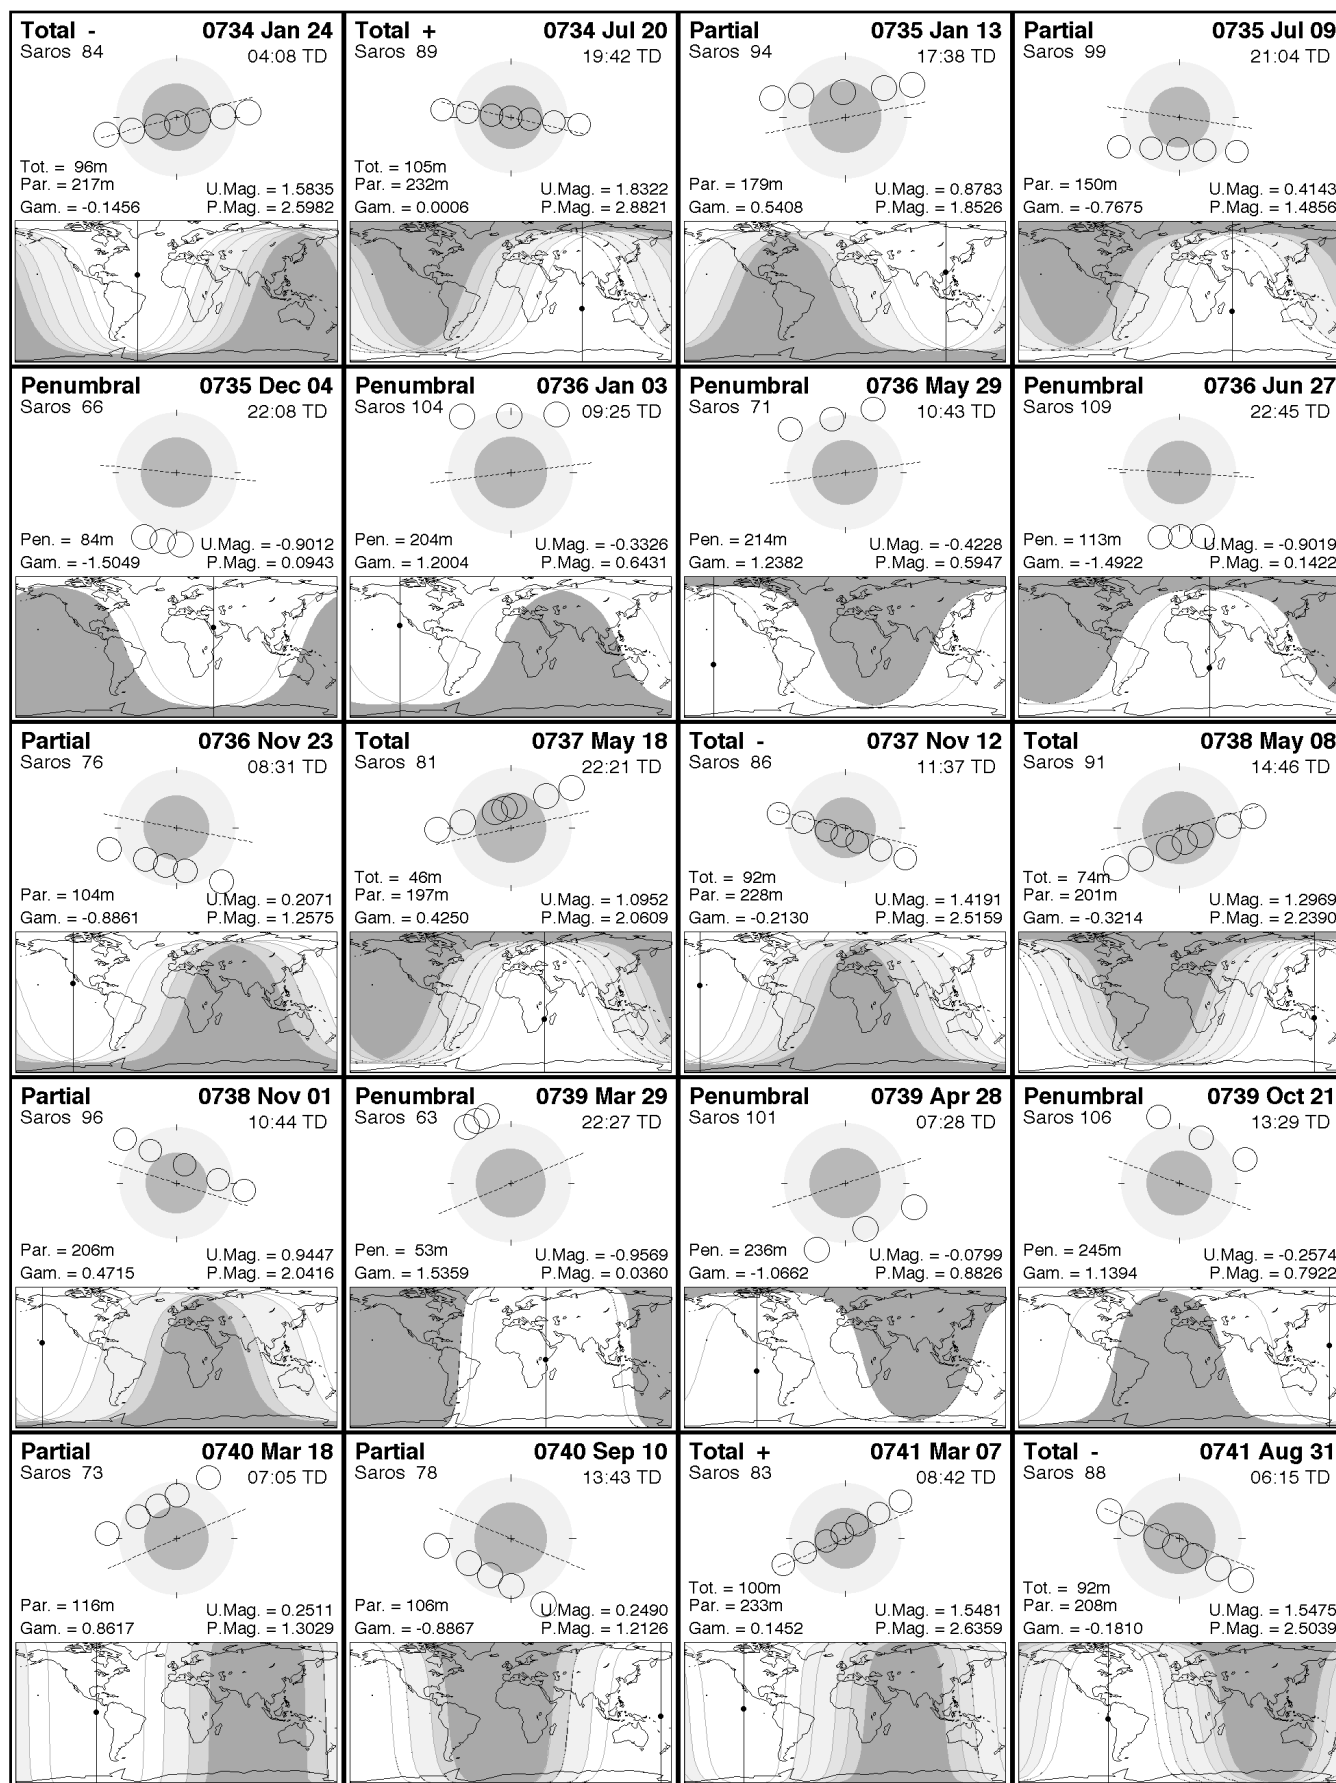 Total - 0734 Jan 24
Saros 84 04:08 TD
Tot. = 96m
Par. = 217m U.Mag. = 1.5835
Gam. = -0.1456 P.Mag. = 2.5982
Total + 0734 Jul 20
Saros 89 19:42 TD
Tot. = 105m
Par. = 232m U.Mag. = 1.8322
Gam. = 0.0006 P.Mag. = 2.8821
Partial 0735 Jan 13
Saros 94 17:38 TD
Par. = 179m U.Mag. = 0.8783
Gam. = 0.5408 P.Mag. = 1.8526
Partial 0735 Jul 09
Saros 99 21:04 TD
Par. = 150m U.Mag. = 0.4143
Gam. = -0.7675 P.Mag. = 1.4856
Penumbral 0735 Dec 04
Saros 66 22:08 TD
Pen. = 84m U.Mag. = -0.9012
Gam. = -1.5049 P.Mag. = 0.0943
Penumbral 0736 Jan 03
Saros 104 09:25 TD
Pen. = 204m U.Mag. = -0.3326
Gam. = 1.2004 P.Mag. = 0.6431
Penumbral 0736 May 29
Saros 71 10:43 TD
Pen. = 214m U.Mag. = -0.4228
Gam. = 1.2382 P.Mag. = 0.5947
Penumbral 0736 Jun 27
Saros 109 22:45 TD
Pen. = 113m U.Mag. = -0.9019
Gam. = -1.4922 P.Mag. = 0.1422
Partial 0736 Nov 23
Saros 76 08:31 TD
Par. = 104m U.Mag. = 0.2071
Gam. = -0.8861 P.Mag. = 1.2575
Total 0737 May 18
Saros 81 22:21 TD
Tot. = 46m
Par. = 197m U.Mag. = 1.0952
Gam. = 0.4250 P.Mag. = 2.0609
Total - 0737 Nov 12
Saros 86 11:37 TD
Tot. = 92m
Par. = 228m U.Mag. = 1.4191
Gam. = -0.2130 P.Mag. = 2.5159
Total 0738 May 08
Saros 91 14:46 TD
Tot. = 74m
Par. = 201m U.Mag. = 1.2969
Gam. = -0.3214 P.Mag. = 2.2390
Partial 0738 Nov 01
Saros 96 10:44 TD
Par. = 206m U.Mag. = 0.9447
Gam. = 0.4715 P.Mag. = 2.0416
Penumbral 0739 Mar 29
Saros 63 22:27 TD
Pen. = 53m U.Mag. = -0.9569
Gam. = 1.5359 P.Mag. = 0.0360
Penumbral 0739 Apr 28
Saros 101 07:28 TD
Pen. = 236m U.Mag. = -0.0799
Gam. = -1.0662 P.Mag. = 0.8826
Penumbral 0739 Oct 21
Saros 106 13:29 TD
Pen. = 245m U.Mag. = -0.2574
Gam. = 1.1394 P.Mag. = 0.7922
Partial 0740 Mar 18
Saros 73 07:05 TD
Par. = 116m U.Mag. = 0.2511
Gam. = 0.8617 P.Mag. = 1.3029
Partial 0740 Sep 10
Saros 78 13:43 TD
Par. = 106m U.Mag. = 0.2490
Gam. = -0.8867 P.Mag. = 1.2126
Total + 0741 Mar 07
Saros 83 08:42 TD
Tot. = 100m
Par. = 233m U.Mag. = 1.5481
Gam. = 0.1452 P.Mag. = 2.6359
Total - 0741 Aug 31
Saros 88 06:15 TD
Tot. = 92m
Par. = 208m U.Mag. = 1.5475
Gam. = -0.1810 P.Mag. = 2.5039